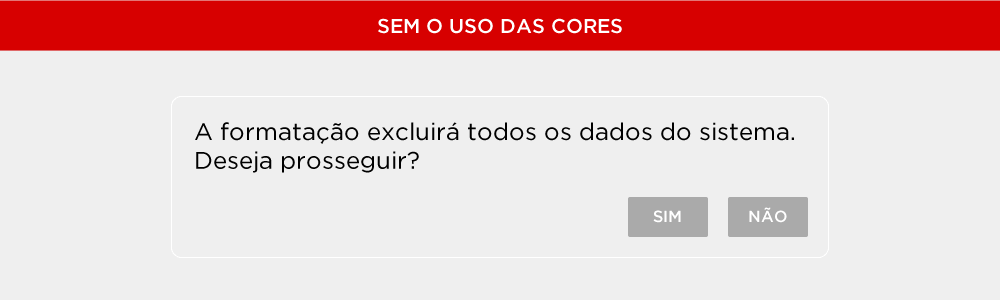 SEM O USO DAS CORES
A formatação excluirá todos os dados do sistema.
Deseja prosseguir?
SIM NÃO